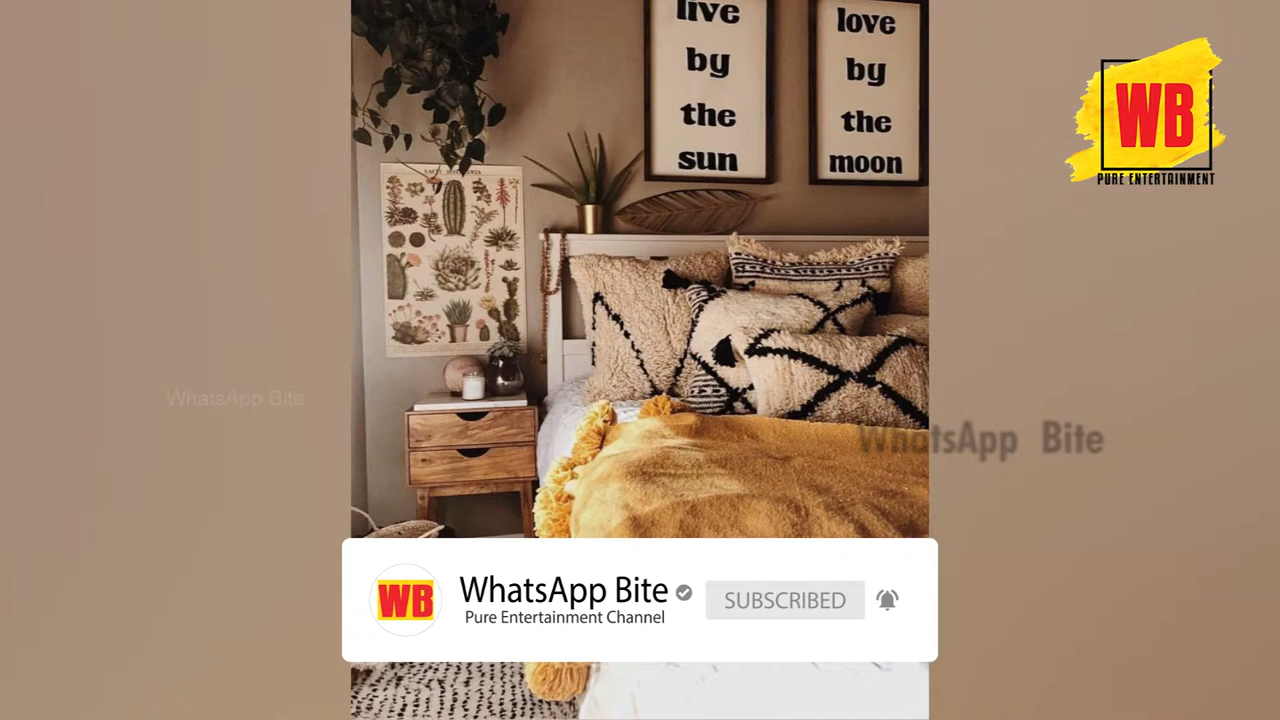 live
by
the
sun
love
by
the
moon
WB
PURE ENTERTAINMENT
WhatsApp Bite
WhatsApp Bite
WB
WhatsApp Bite
Pure Entertainment Channel
SUBSCRIBED